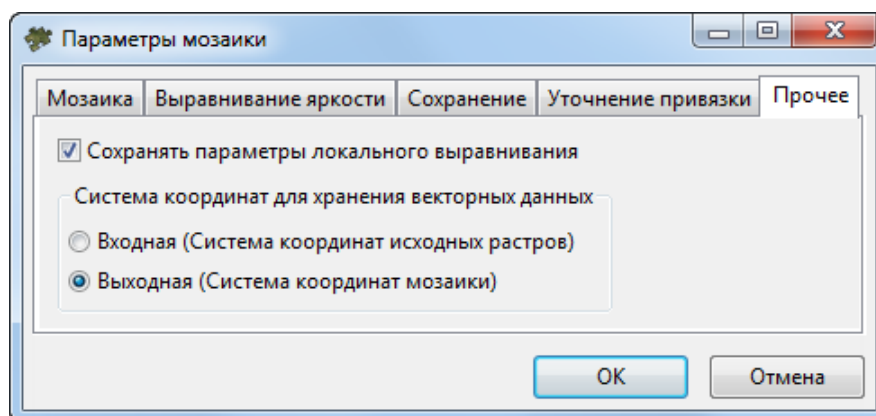 Параметры мозаики
Мозаика Выравнивание яркости Сохранение Уточнение привязки Прочее
Сохранять параметры локального выравнивания
Система координат для хранения векторных данных
Входная (Система координат исходных растров)
Выходная (Система координат мозаики)
OK Отмена